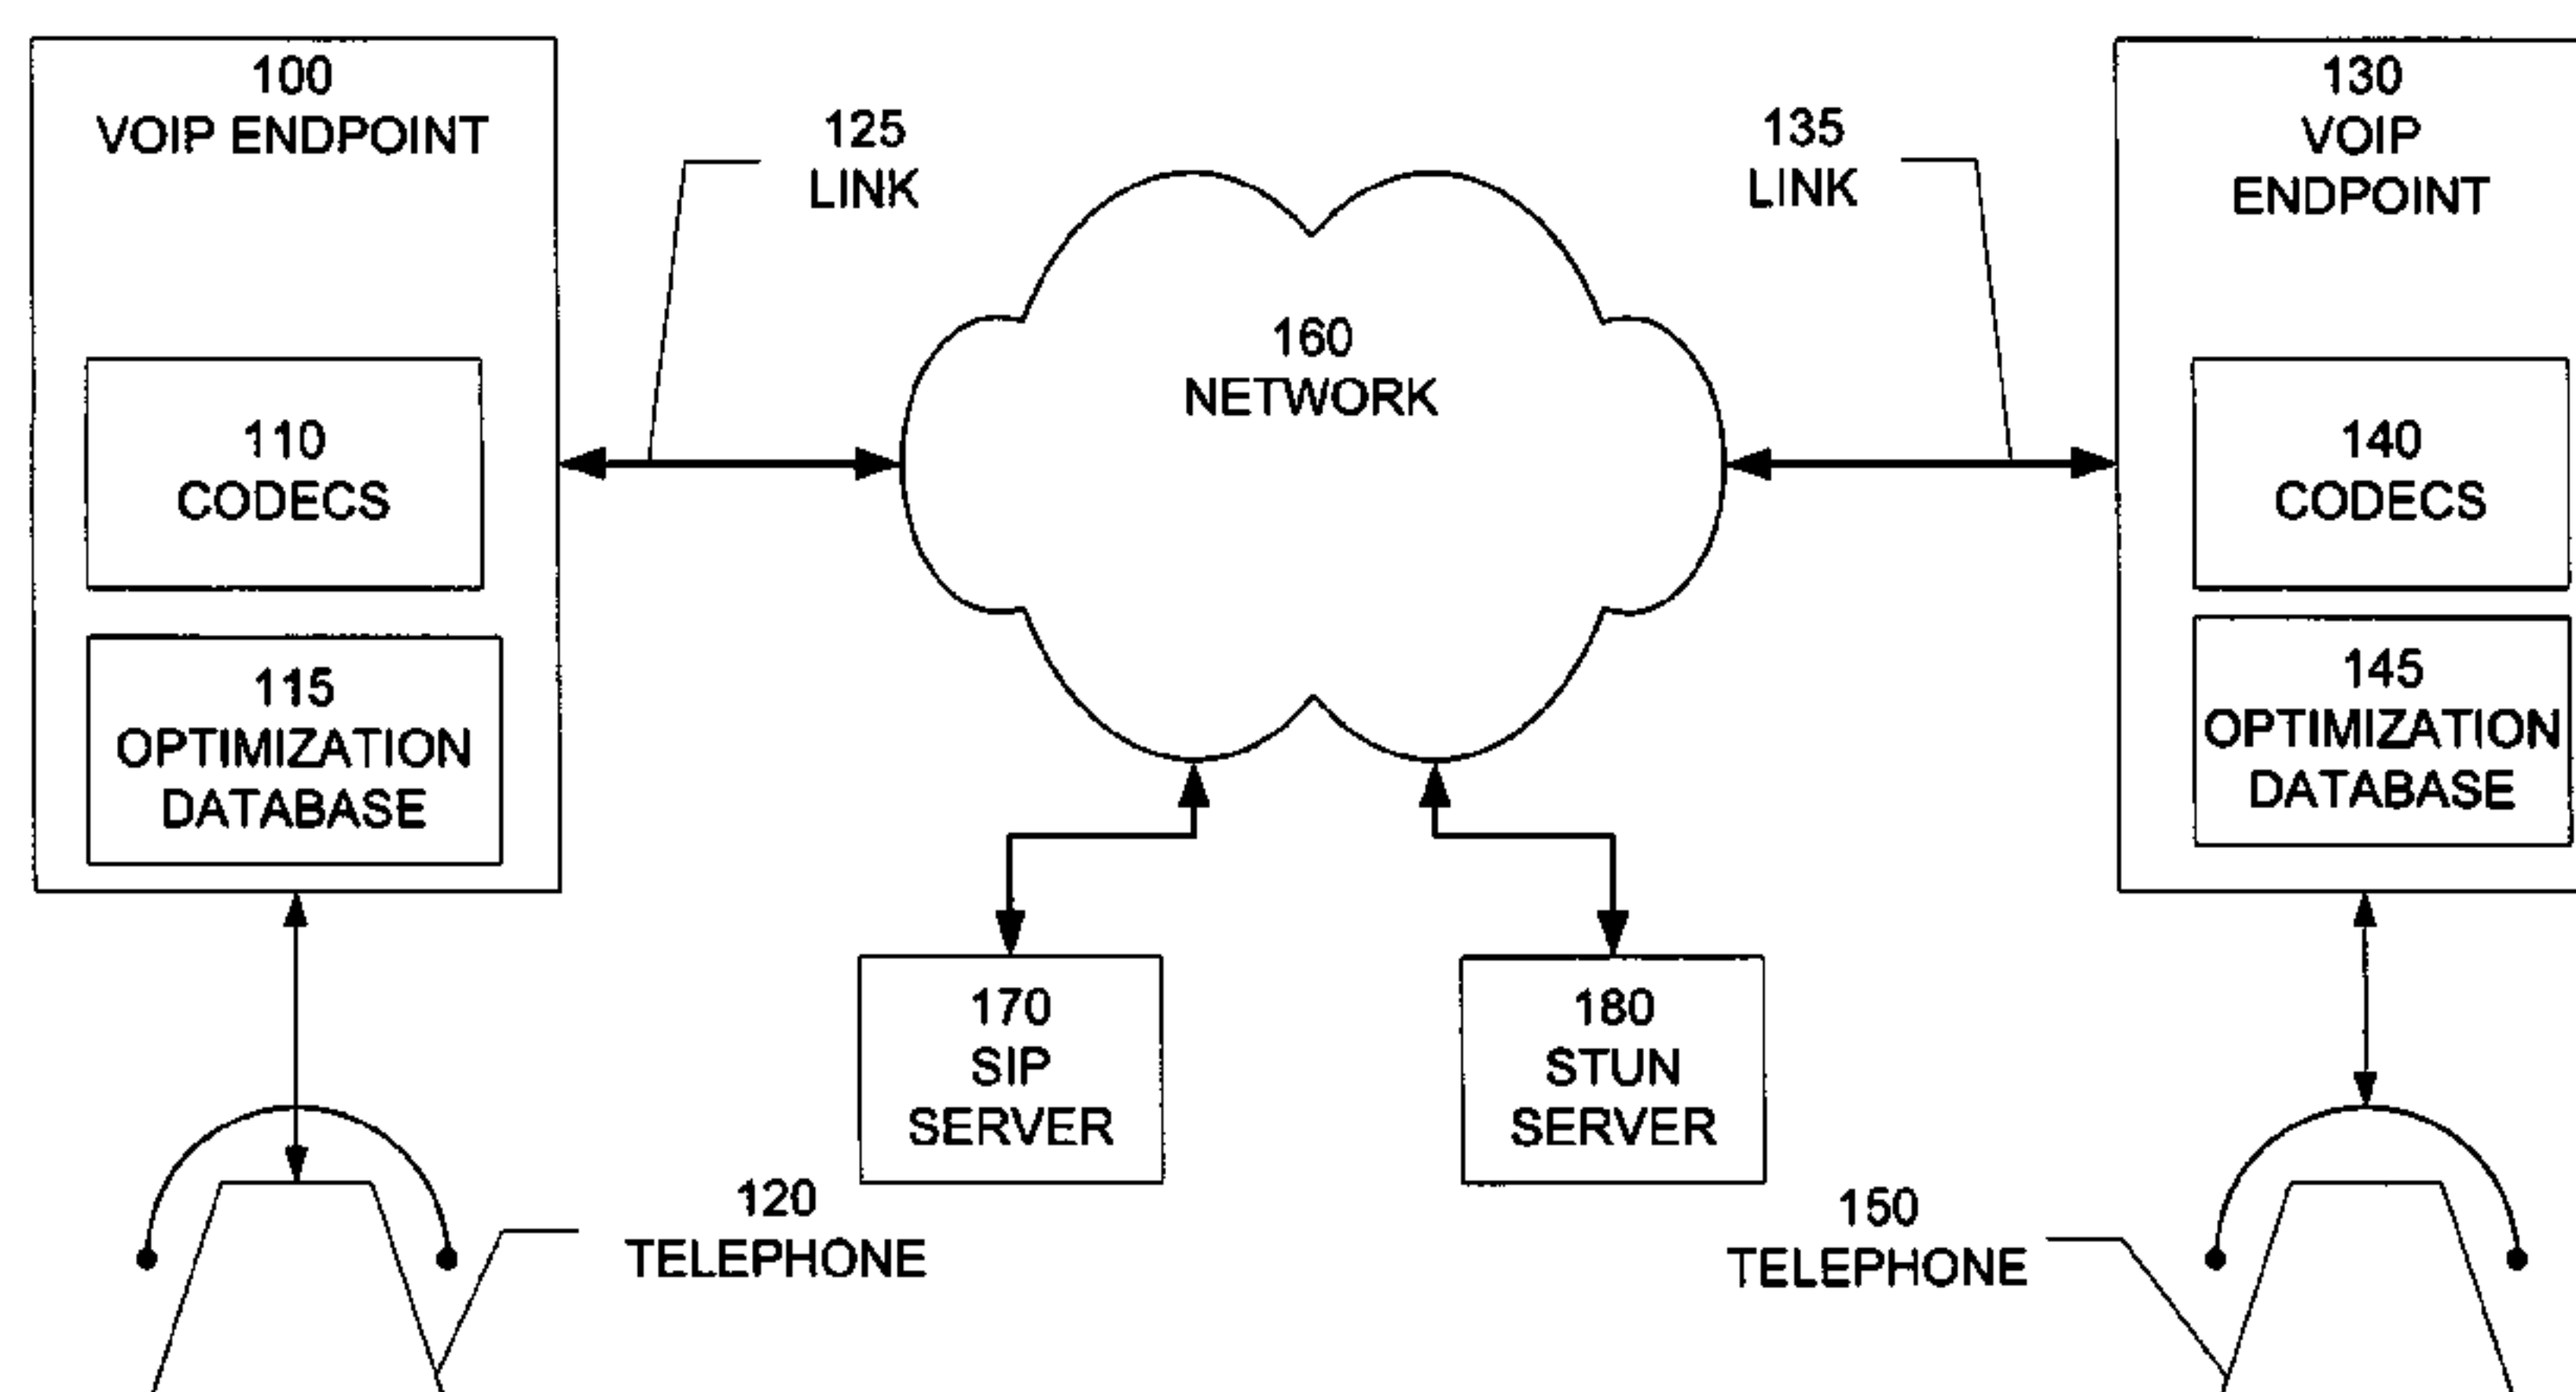 100
VOIP ENDPOINT
110
CODECS
115
OPTIMIZATION
DATABASE
125
LINK
160
NETWORK
135
LINK
130
VOIP
ENDPOINT
140
CODECS
145
OPTIMIZATION
DATABASE
170
SIP
SERVER
180
STUN
SERVER
120
TELEPHONE
150
TELEPHONE